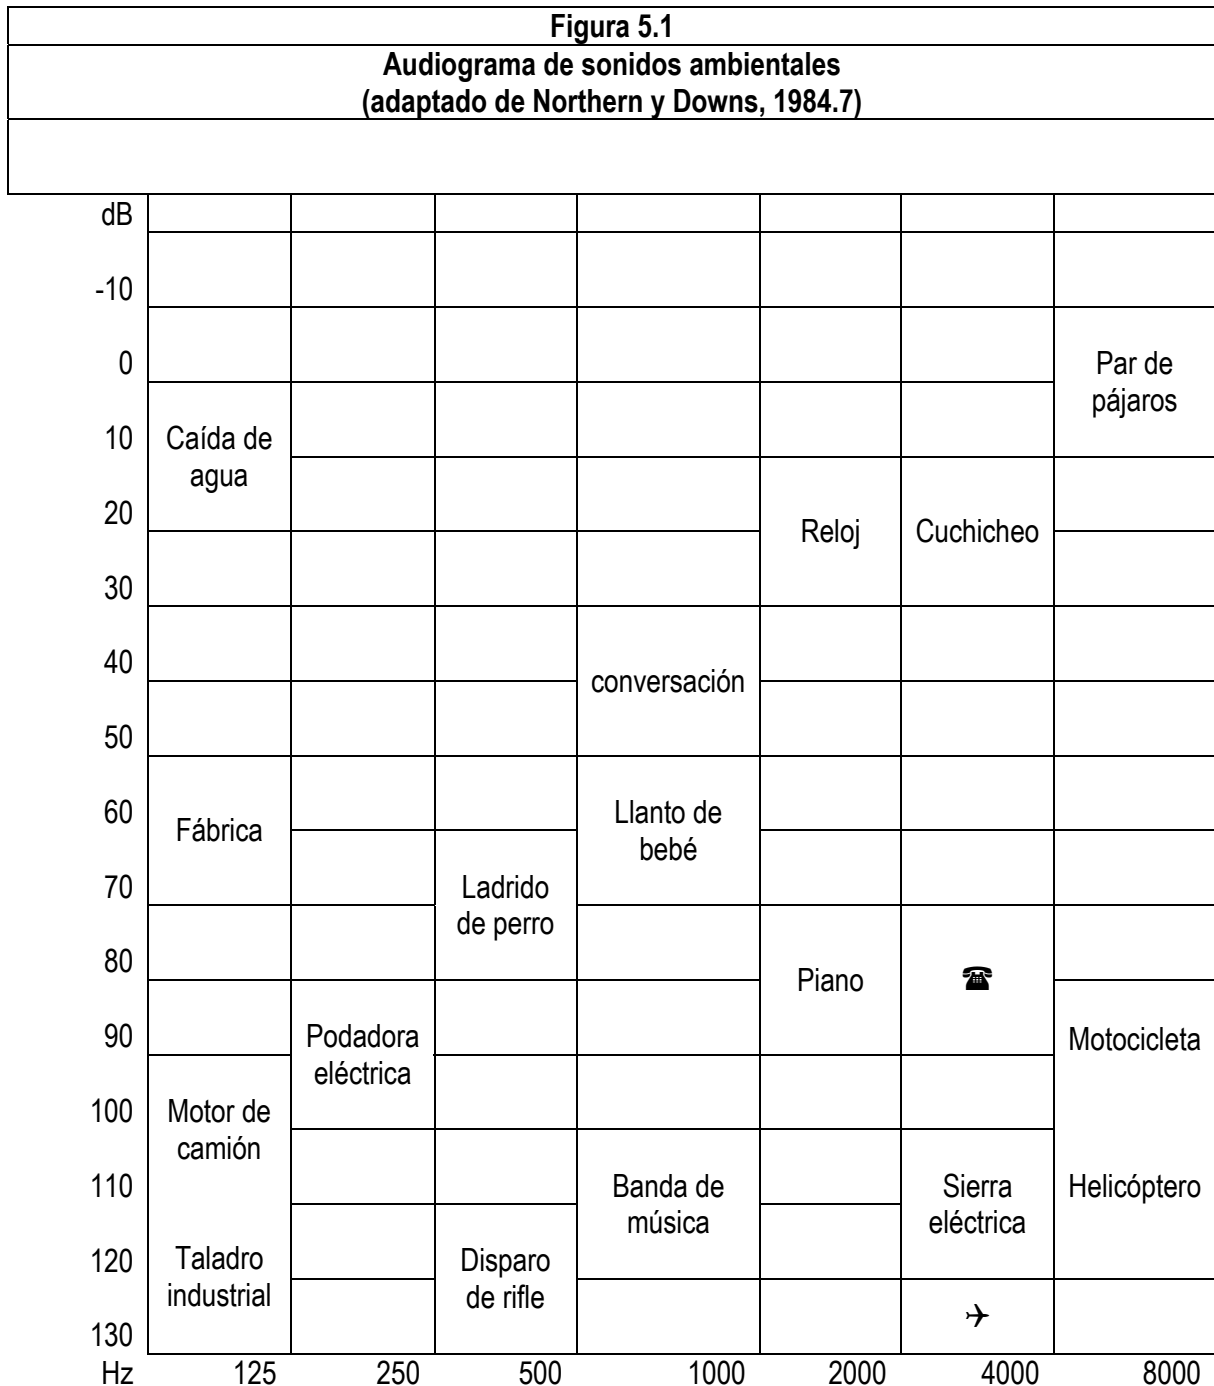 Figura 5.1
Audiograma de sonidos ambientales
(adaptado de Northern y Downs, 1984.7)
dB
-10
0
Par de
pájaros
10
Caída de
agua
20
Reloj
Cuchicheo
30
40
conversación
50
60
Fábrica
Llanto de
bebé
70
Ladrido
de perro
80
Piano
90
Podadora
eléctrica
Motocicleta
100
Motor de
camión
110
Banda de
música
Sierra
eléctrica
Helicóptero
120
Taladro
industrial
Disparo
de rifle
130
Hz 125 250 500 1000 2000 4000 8000